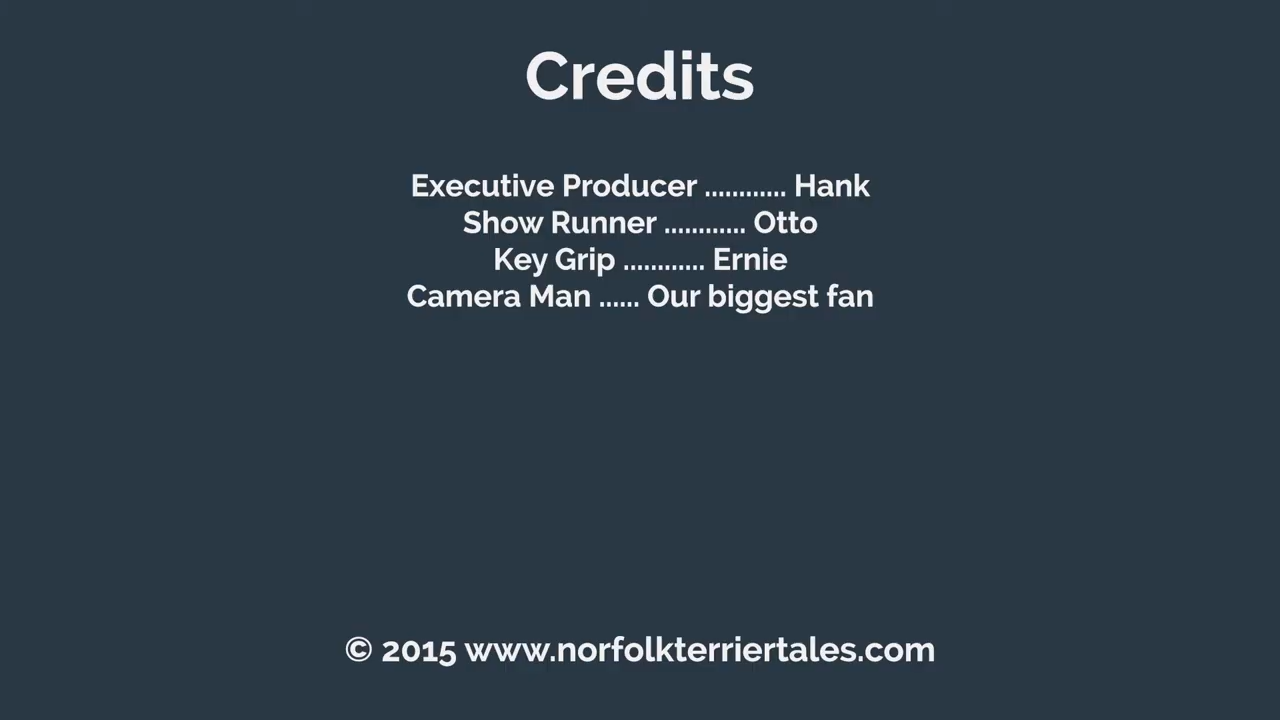 Credits
Executive Producer ............ Hank
Show Runner ............ Otto
Key Grip ............ Ernie
Camera Man ...... Our biggest fan
© 2015 www.norfolkterriertales.com